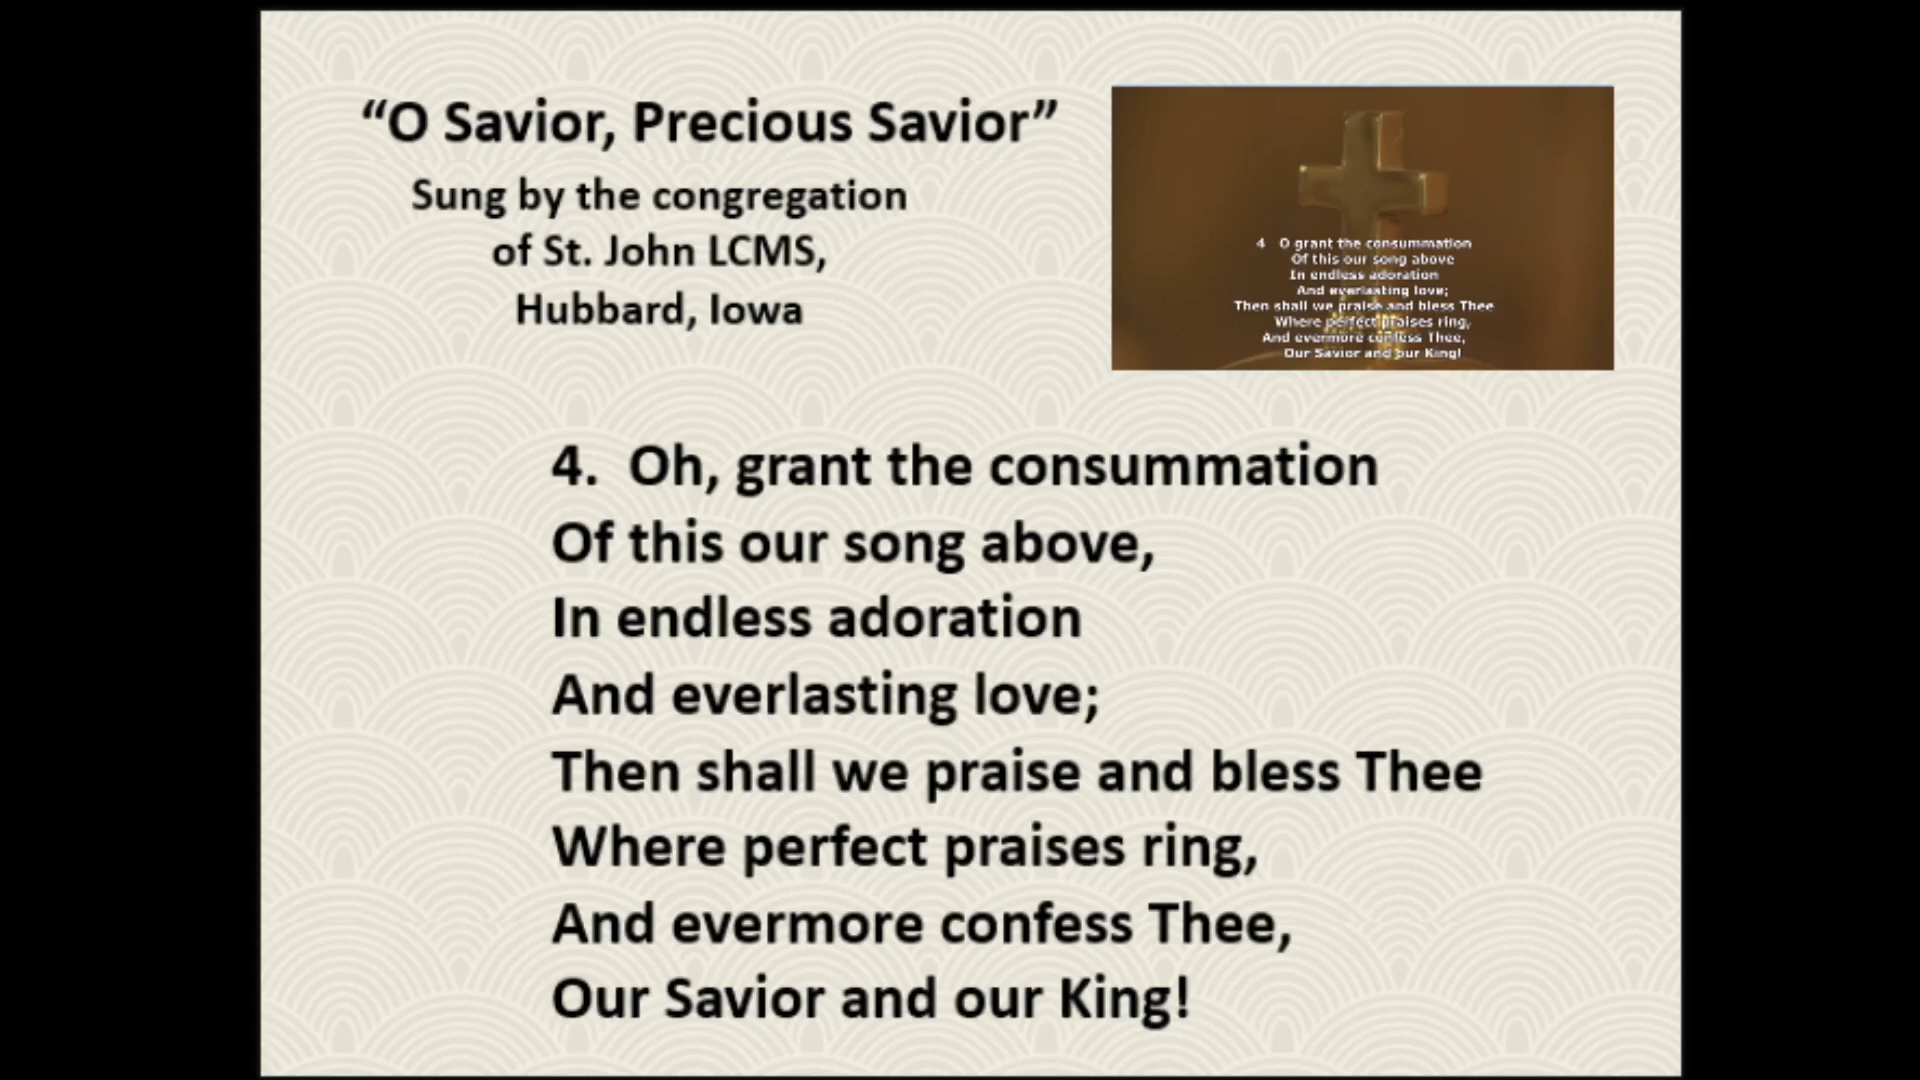 “O Savior, Precious Savior”
Sung by the congregation
of St. John LCMS,
Hubbard, Iowa
4 O grant the consummation
Of this our song above
In endless adoration
And everlasting love;
Then shall we praise and bless Thee
Where perfect praises ring,
And evermore confess Thee,
Our Savior and our King!
4. Oh, grant the consummation
Of this our song above,
In endless adoration
And everlasting love;
Then shall we praise and bless Thee
Where perfect praises ring,
And evermore confess Thee,
Our Savior and our King!